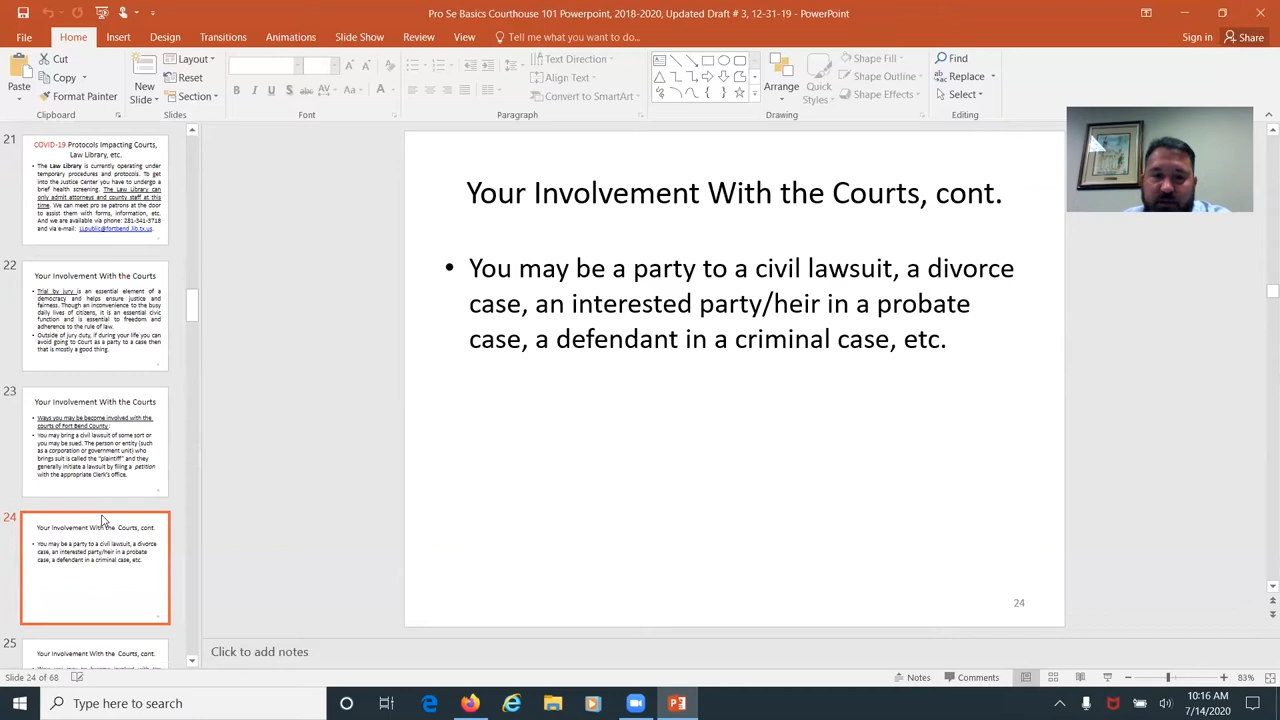 Pro Se Basics Courthouse 101 Powerpoint, 2018-2020, Updated Draft # 3, 12-31-19 - PowerPoint
File Home Insert Design Transitions Animations Slide Show Review View Tell me what you want to do... Sign in Share
Paste
Cut
Copy
Format Painter
Clipboard
New Slide
Layout
Reset
Section
Slides
Font
Text Direction
Align Text
Convert to SmartArt
Paragraph
Arrange
Quick Styles
Shape Fill
Shape Outline
Shape Effects
Drawing
Find
Replace
Select
Editing
21
COVID-19 Protocols Impacting Courts,
Law Library, etc.
• The Law Library is currently operating under
temporary procedures and protocols. To get
into the Justice Center you have to undergo a
brief health screening. The Law Library can
only admit attorneys and county staff at this
time. We can meet pro se patrons at the door
to assist them with forms, information, etc.
And we are available via phone: 281-341-3718
and via e-mail: LLpublic@fortbend.lib.tx.us.
22
Your Involvement With the Courts
• Trial by jury is an essential element of a
democracy and helps ensure justice and
fairness. Though an inconvenience to the busy
daily lives of citizens, it is an essential civic
function and is essential to freedom and
adherence to the rule of law.
• Outside of jury duty, if during your life you can
avoid going to Court as a party to a case then
that is mostly a good thing.
23
Your Involvement With the Courts
• Ways you may be become involved with the
courts of Fort Bend County:
• You may bring a civil lawsuit of some sort or
you may be sued. The person or entity (such
as a corporation or government unit) who
brings suit is called the "plaintiff" and they
generally initiate a lawsuit by filing a petition
with the appropriate Clerk's office.
24
Your Involvement With the Courts, cont.
• You may be a party to a civil lawsuit, a divorce
case, an interested party/heir in a probate
case, a defendant in a criminal case, etc.
25
Your Involvement With the Courts, cont.
Your Involvement With the Courts, cont.
• You may be a party to a civil lawsuit, a divorce
case, an interested party/heir in a probate
case, a defendant in a criminal case, etc.
24
Click to add notes
Slide 24 of 68 Notes Comments 83%
Type here to search
10:16 AM
7/14/2020